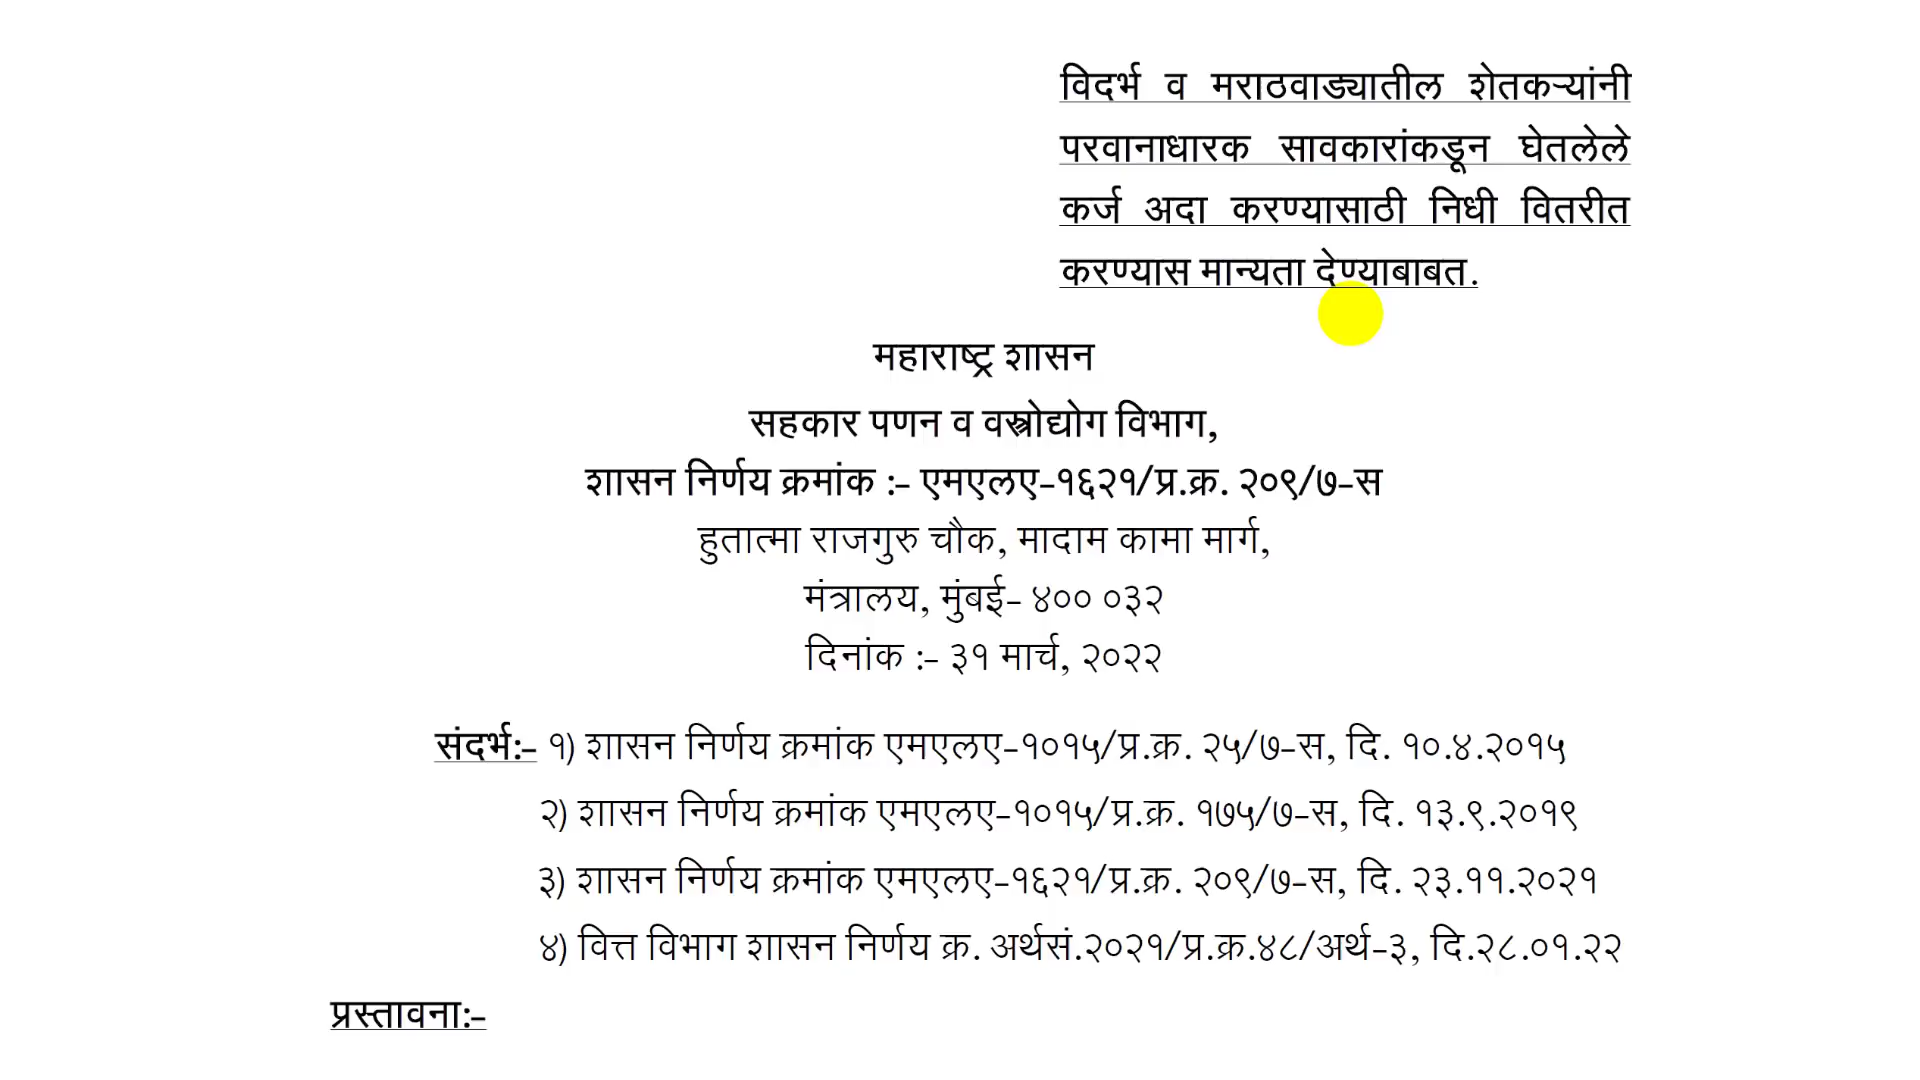 विदर्भ व मराठवाड्यातील शेतकऱ्यांनी
परवानाधारक सावकारांकडून घेतलेले
कर्ज अदा करण्यासाठी निधी वितरीत
करण्यास मान्यता देण्याबाबत.
महाराष्ट्र शासन
सहकार पणन व वस्त्रोद्योग विभाग,
शासन निर्णय क्रमांक :- एमएलए-१६२१/प्र.क्र. २०९/७-स
हुतात्मा राजगुरु चौक, मादाम कामा मार्ग,
मंत्रालय, मुंबई- ४०० ०३२
दिनांक :- ३१ मार्च, २०२२
संदर्भ:- १) शासन निर्णय क्रमांक एमएलए-१०१५/प्र.क्र. २५/७-स, दि. १०.४.२०१५
२) शासन निर्णय क्रमांक एमएलए-१०१५/प्र.क्र. १७५/७-स, दि. १३.९.२०१९
३) शासन निर्णय क्रमांक एमएलए-१६२१/प्र.क्र. २०९/७-स, दि. २३.११.२०२१
४) वित्त विभाग शासन निर्णय क्र. अर्थसं.२०२१/प्र.क्र.४८/अर्थ-३, दि.२८.०१.२२
प्रस्तावना:-